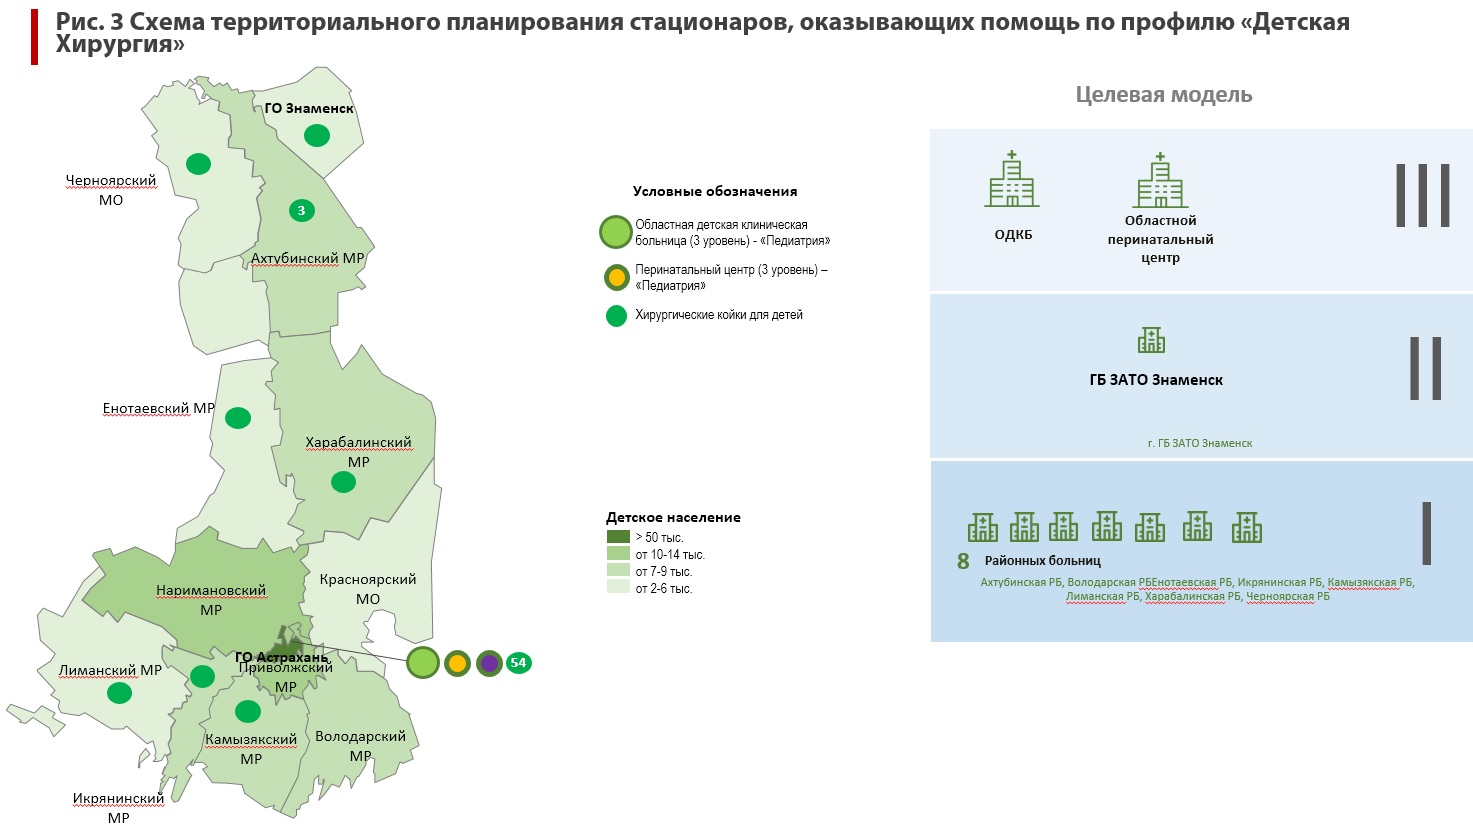 Рис. 3 Схема территориального планирования стационаров, оказывающих помощь по профилю «Детская
Хирургия»
Целевая модель
ГО Знаменск
Черноярский
МО
3
Ахтубинский МР
Енотаевский МР
Харабалинский
МР
Наримановский
МР
Красноярский
МО
ГО Астрахань
Приволжский
МР
Лиманский МР
54
Камызякский
МР
Володарский
МР
Икрянинский
МР
Условные обозначения
Областная детская клиническая
больница (3 уровень) - «Педиатрия»
Перинатальный центр (3 уровень) –
«Педиатрия»
Хирургические койки для детей
Детское население
> 50 тыс.
от 10-14 тыс.
от 7-9 тыс.
от 2-6 тыс.
ОДКБ
Областной
перинатальный
центр
III
ГБ ЗАТО Знаменск
II
г. ГБ ЗАТО Знаменск
I
8 Районных больниц
Ахтубинская РБ, Володарская РБЕнотаевская РБ, Икрянинская РБ, Камызякская РБ,
Лиманская РБ, Харабалинская РБ, Черноярская РБ